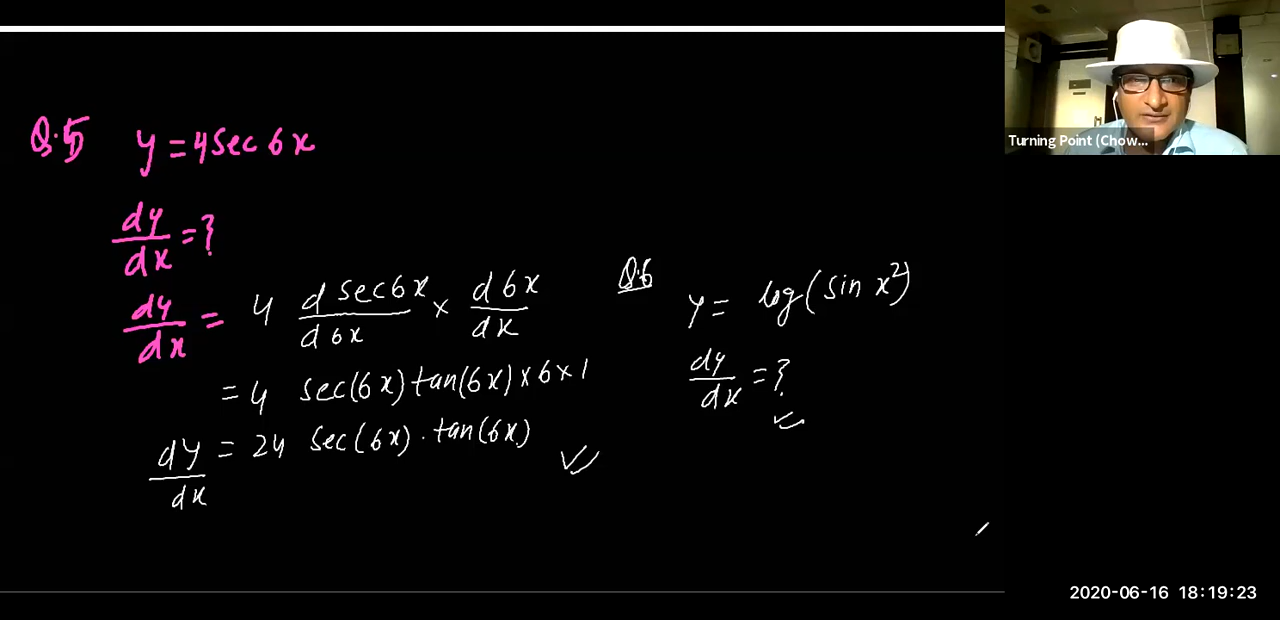 Q.5 y = 4 sec 6x
dy/dx = ?
dy/dx = 4 d sec6x/d6x × d6x/dx
= 4 sec(6x) tan(6x) × 6 × 1
dy/dx = 24 sec(6x) . tan(6x)
Q.6 y = log(sin x²)
dy/dx = ?
Turning Point (Chow...
2020-06-16 18:19:23